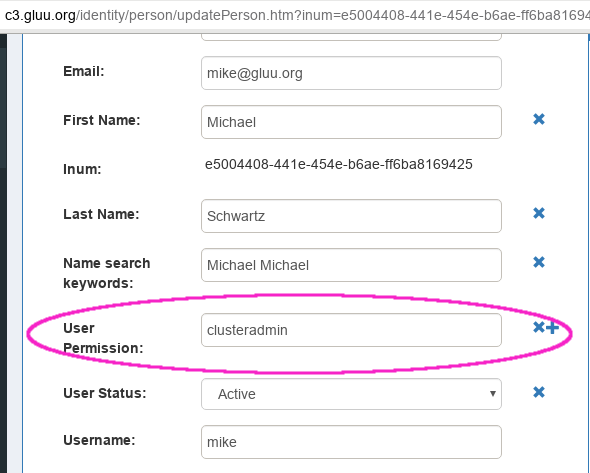 c3.gluu.org/identity/person/updatePerson.htm?inum=e5004408-441e-454e-b6ae-ff6ba81694
Email: mike@gluu.org
First Name: Michael
Inum: e5004408-441e-454e-b6ae-ff6ba8169425
Last Name: Schwartz
Name search
keywords: Michael Michael
User
Permission: clusteradmin
User Status: Active
Username: mike